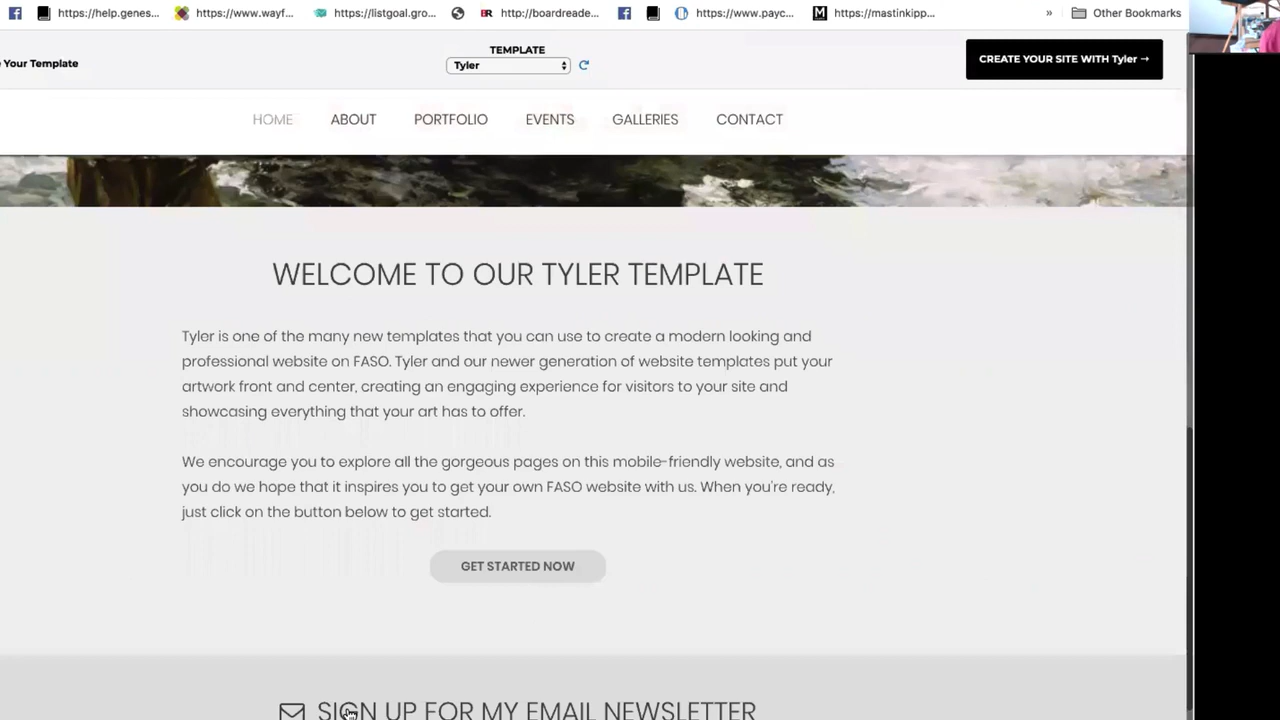 https://help.genes... https://www.wayf... https://listgoal.gro... BR http://boardreade... https://www.payc... M https://mastinkipp... » Other Bookmarks
TEMPLATE
Your Template Tyler CREATE YOUR SITE WITH Tyler →
HOME ABOUT PORTFOLIO EVENTS GALLERIES CONTACT
WELCOME TO OUR TYLER TEMPLATE
Tyler is one of the many new templates that you can use to create a modern looking and
professional website on FASO. Tyler and our newer generation of website templates put your
artwork front and center, creating an engaging experience for visitors to your site and
showcasing everything that your art has to offer.
We encourage you to explore all the gorgeous pages on this mobile-friendly website, and as
you do we hope that it inspires you to get your own FASO website with us. When you're ready,
just click on the button below to get started.
GET STARTED NOW
SIGN UP FOR MY EMAIL NEWSLETTER